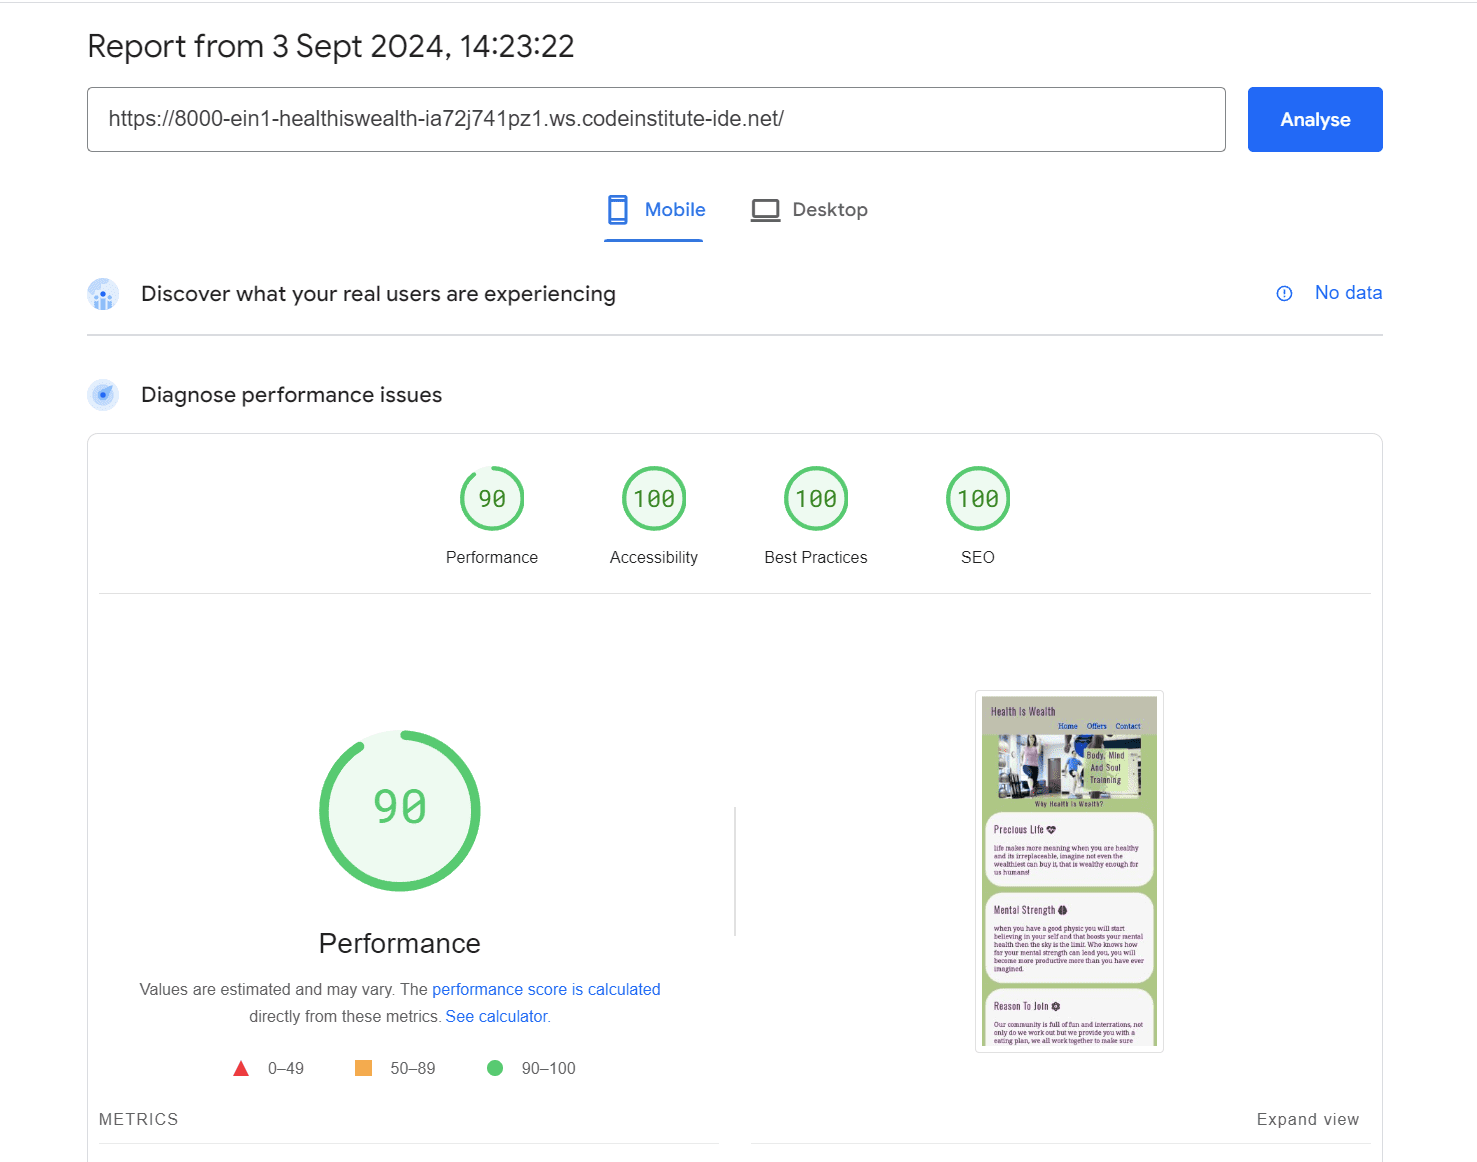 Report from 3 Sept 2024, 14:23:22
https://8000-ein1-healthiswealth-ia72j741pz1.ws.codeinstitute-ide.net/
Analyse
Mobile
Desktop
Discover what your real users are experiencing
No data
Diagnose performance issues
90
100
100
100
Performance
Accessibility
Best Practices
SEO
90
Performance
Values are estimated and may vary. The performance score is calculated
directly from these metrics. See calculator.
0–49
50–89
90–100
Health Is Wealth
Home Offers Contact
Body, Mind
And Soul
Trainning
Why Health is Wealth?
Precious Life
life makes more meaning when you are healthy
and its irreplaceable, imagine not even the
wealthiest can buy it, that is wealthy enough for
us humans!
Mental Strength
when you have a good physic you will start
believing in your self and that boosts your mental
health then the sky is the limit. Who knows how
far your mental strength can lead you, you will
become more productive more than you have ever
imagined.
Reason To Join
Our community is full of fun and interrations, not
only do we work out but we provide you with a
eating plan, we all work together to make sure
METRICS
Expand view